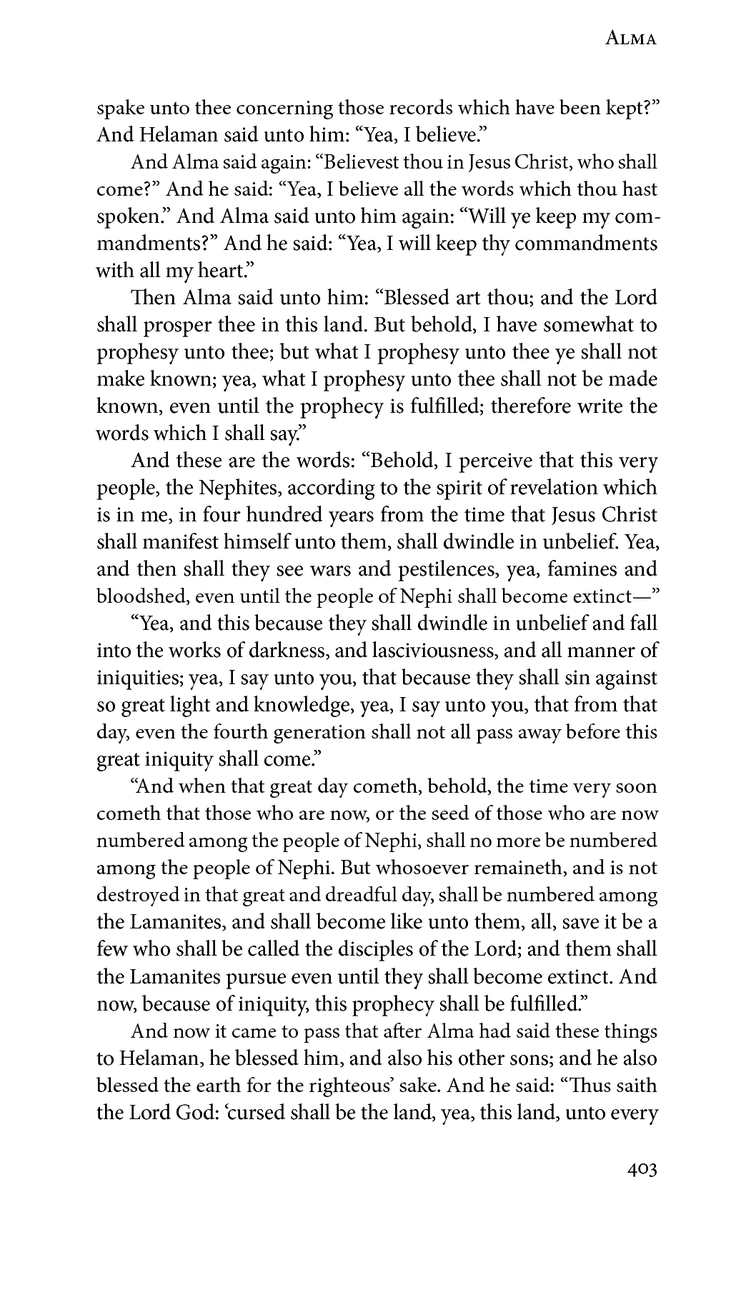 Alma
spake unto thee concerning those records which have been kept?”
And Helaman said unto him: “Yea, I believe.”
And Alma said again: “Believest thou in Jesus Christ, who shall
come?” And he said: “Yea, I believe all the words which thou hast
spoken.” And Alma said unto him again: “Will ye keep my com-
mandments?” And he said: “Yea, I will keep thy commandments
with all my heart.”
Then Alma said unto him: “Blessed art thou; and the Lord
shall prosper thee in this land. But behold, I have somewhat to
prophesy unto thee; but what I prophesy unto thee ye shall not
make known; yea, what I prophesy unto thee shall not be made
known, even until the prophecy is fulfilled; therefore write the
words which I shall say.”
And these are the words: “Behold, I perceive that this very
people, the Nephites, according to the spirit of revelation which
is in me, in four hundred years from the time that Jesus Christ
shall manifest himself unto them, shall dwindle in unbelief. Yea,
and then shall they see wars and pestilences, yea, famines and
bloodshed, even until the people of Nephi shall become extinct—”
“Yea, and this because they shall dwindle in unbelief and fall
into the works of darkness, and lasciviousness, and all manner of
iniquities; yea, I say unto you, that because they shall sin against
so great light and knowledge, yea, I say unto you, that from that
day, even the fourth generation shall not all pass away before this
great iniquity shall come.”
“And when that great day cometh, behold, the time very soon
cometh that those who are now, or the seed of those who are now
numbered among the people of Nephi, shall no more be numbered
among the people of Nephi. But whosoever remaineth, and is not
destroyed in that great and dreadful day, shall be numbered among
the Lamanites, and shall become like unto them, all, save it be a
few who shall be called the disciples of the Lord; and them shall
the Lamanites pursue even until they shall become extinct. And
now, because of iniquity, this prophecy shall be fulfilled.”
And now it came to pass that after Alma had said these things
to Helaman, he blessed him, and also his other sons; and he also
blessed the earth for the righteous’ sake. And he said: “Thus saith
the Lord God: ‘cursed shall be the land, yea, this land, unto every
403